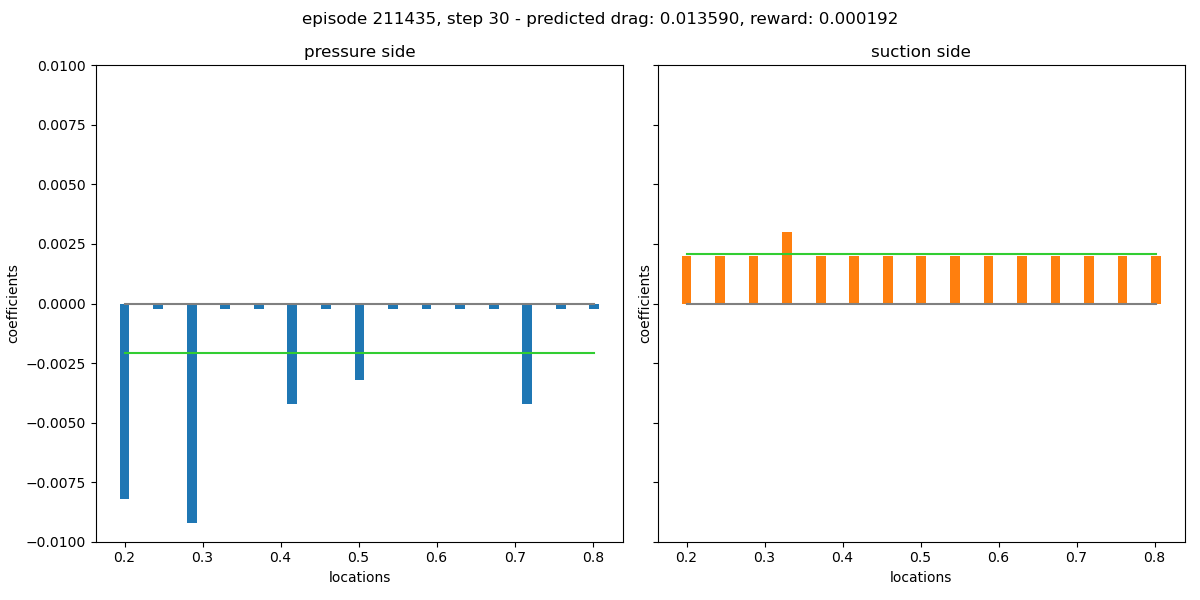 episode 211435, step 30 - predicted drag: 0.013590, reward: 0.000192
pressure side
suction side
coefficients
0.0100
0.0075
0.0050
0.0025
0.0000
−0.0025
−0.0050
−0.0075
−0.0100
0.2 0.3 0.4 0.5 0.6 0.7 0.8
locations
coefficients
0.2 0.3 0.4 0.5 0.6 0.7 0.8
locations